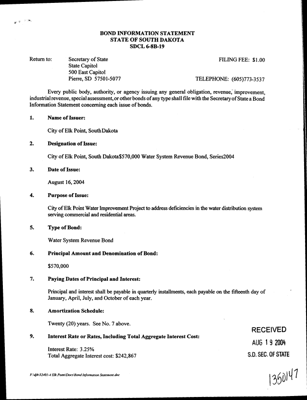 BOND INFORMATION STATEMENT
STATE OF SOUTH DAKOTA
SDCL 6-8B-19
Return to: Secretary of State FILING FEE: $1.00
State Capitol
500 East Capitol
Pierre, SD 57501-5077 TELEPHONE: (605)773-3537
Every public body, authority, or agency issuing any general obligation, revenue, improvement,
industrial revenue, special assessment, or other bonds of any type shall file with the Secretary of State a Bond
Information Statement concerning each issue of bonds.
1. Name of Issuer:
City of Elk Point, South Dakota
2. Designation of Issue:
City of Elk Point, South Dakota$570,000 Water System Revenue Bond, Series2004
3. Date of Issue:
August 16, 2004
4. Purpose of Issue:
City of Elk Point Water Improvement Project to address deficiencies in the water distribution system
serving commercial and residential areas.
5. Type of Bond:
Water System Revenue Bond
6. Principal Amount and Denomination of Bond:
$570,000
7. Paying Dates of Principal and Interest:
Principal and interest shall be payable in quarterly installments, each payable on the fifteenth day of
January, April, July, and October of each year.
8. Amortization Schedule:
Twenty (20) years. See No. 7 above.
9. Interest Rate or Rates, Including Total Aggregate Interest Cost:
Interest Rate: 3.25%
Total Aggregate Interest cost: $242,867
RECEIVED
AUG 19 2004
S.D. SEC. OF STATE
1350147